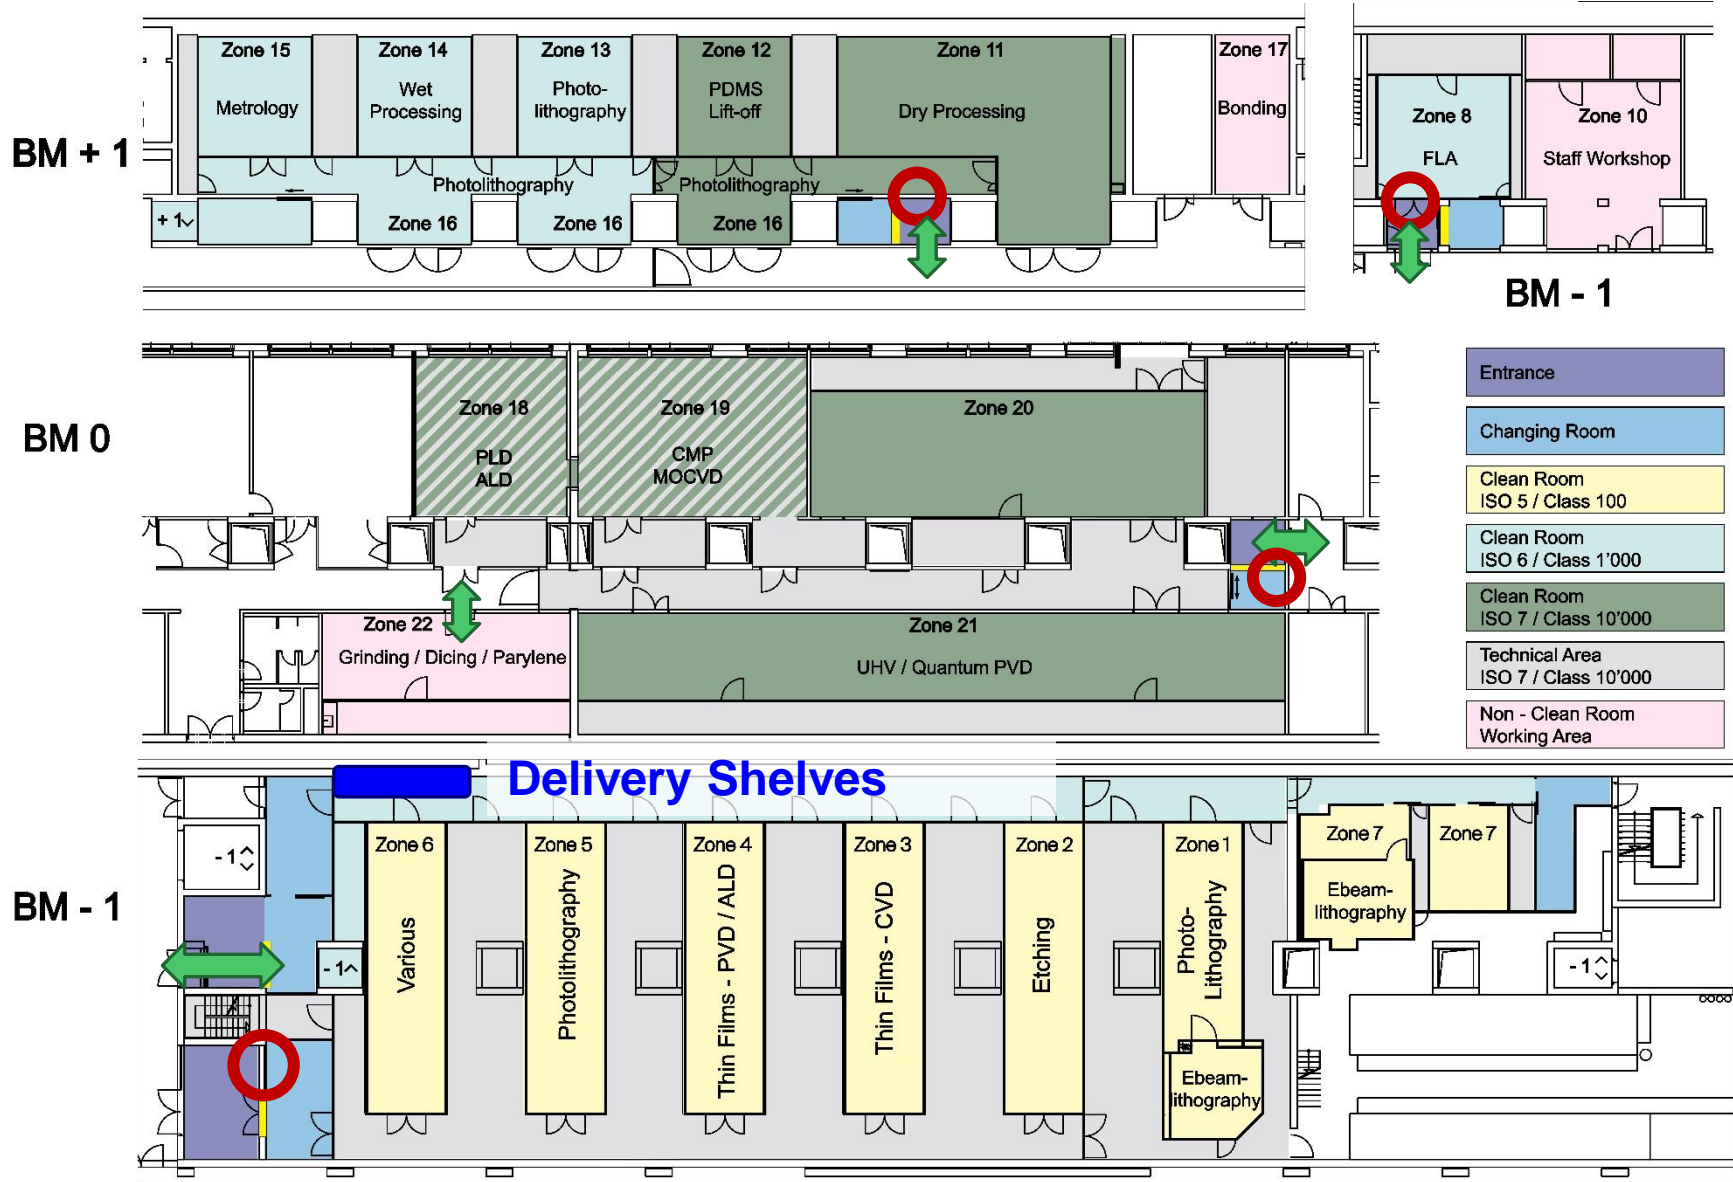 BM + 1
Zone 15
Metrology
Zone 14
Wet
Processing
Zone 13
Photo-
lithography
Zone 12
PDMS
Lift-off
Zone 11
Dry Processing
Zone 17
Bonding
Photolithography
Photolithography
+ 1
Zone 16
Zone 16
Zone 16
Zone 8
FLA
Zone 10
Staff Workshop
BM - 1
BM 0
Zone 18
PLD
ALD
Zone 19
CMP
MOCVD
Zone 20
Zone 22
Grinding / Dicing / Parylene
Zone 21
UHV / Quantum PVD
Entrance
Changing Room
Clean Room
ISO 5 / Class 100
Clean Room
ISO 6 / Class 1'000
Clean Room
ISO 7 / Class 10'000
Technical Area
ISO 7 / Class 10'000
Non - Clean Room
Working Area
Delivery Shelves
BM - 1
- 1
- 1
Zone 6
Various
Zone 5
Photolithography
Zone 4
Thin Films - PVD / ALD
Zone 3
Thin Films - CVD
Zone 2
Etching
Zone 1
Photo-
Lithography
Ebeam-
lithography
Zone 7
Zone 7
Ebeam-
lithography
- 1